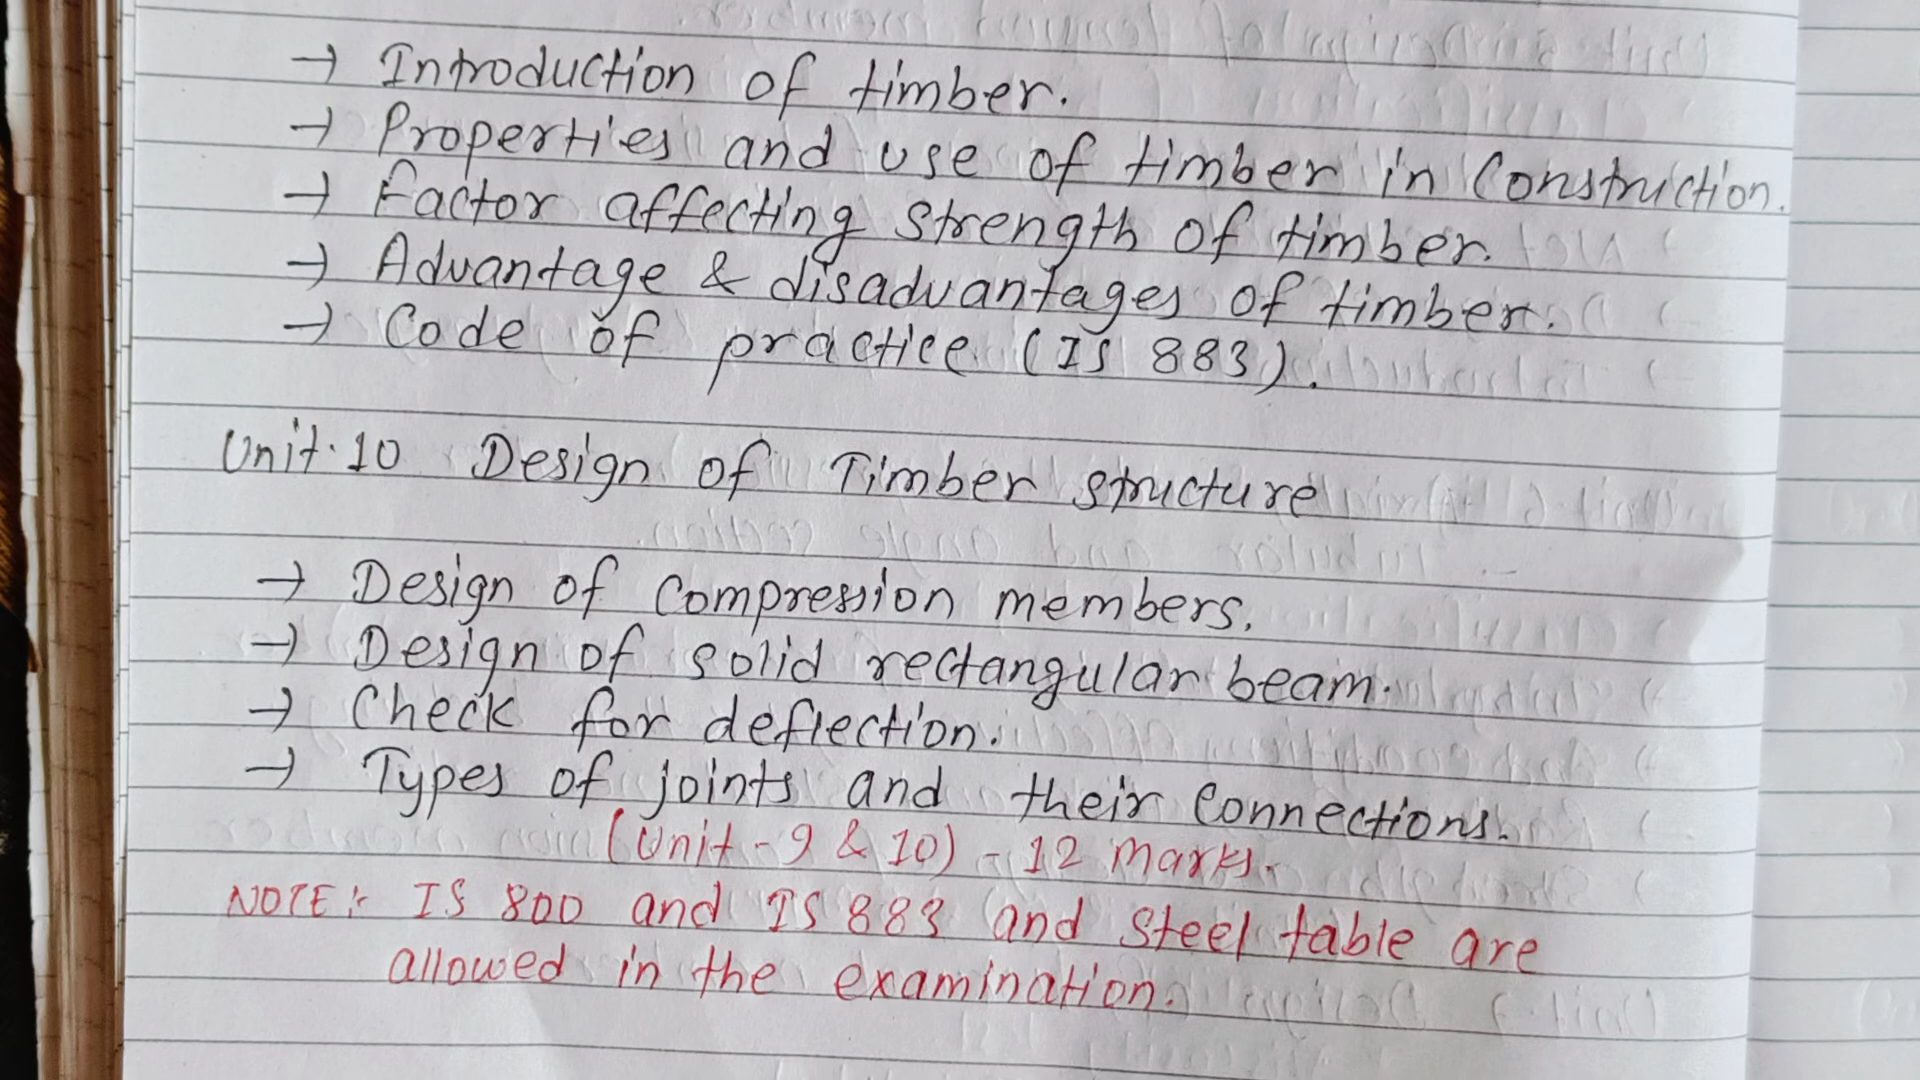 → Introduction of timber.
→ Properties and use of timber in Construction.
→ Factor affecting strength of timber.
→ Advantage & disadvantages of timber.
→ Code of practice (IS 883).
Unit.10 Design of Timber structure
→ Design of compression members.
→ Design of solid rectangular beam.
→ Check for deflection.
→ Types of joints and their connections.
(Unit - 9 & 10) - 12 Marks.
NOTE:- IS 800 and IS 883 and Steel table are
allowed in the examination.